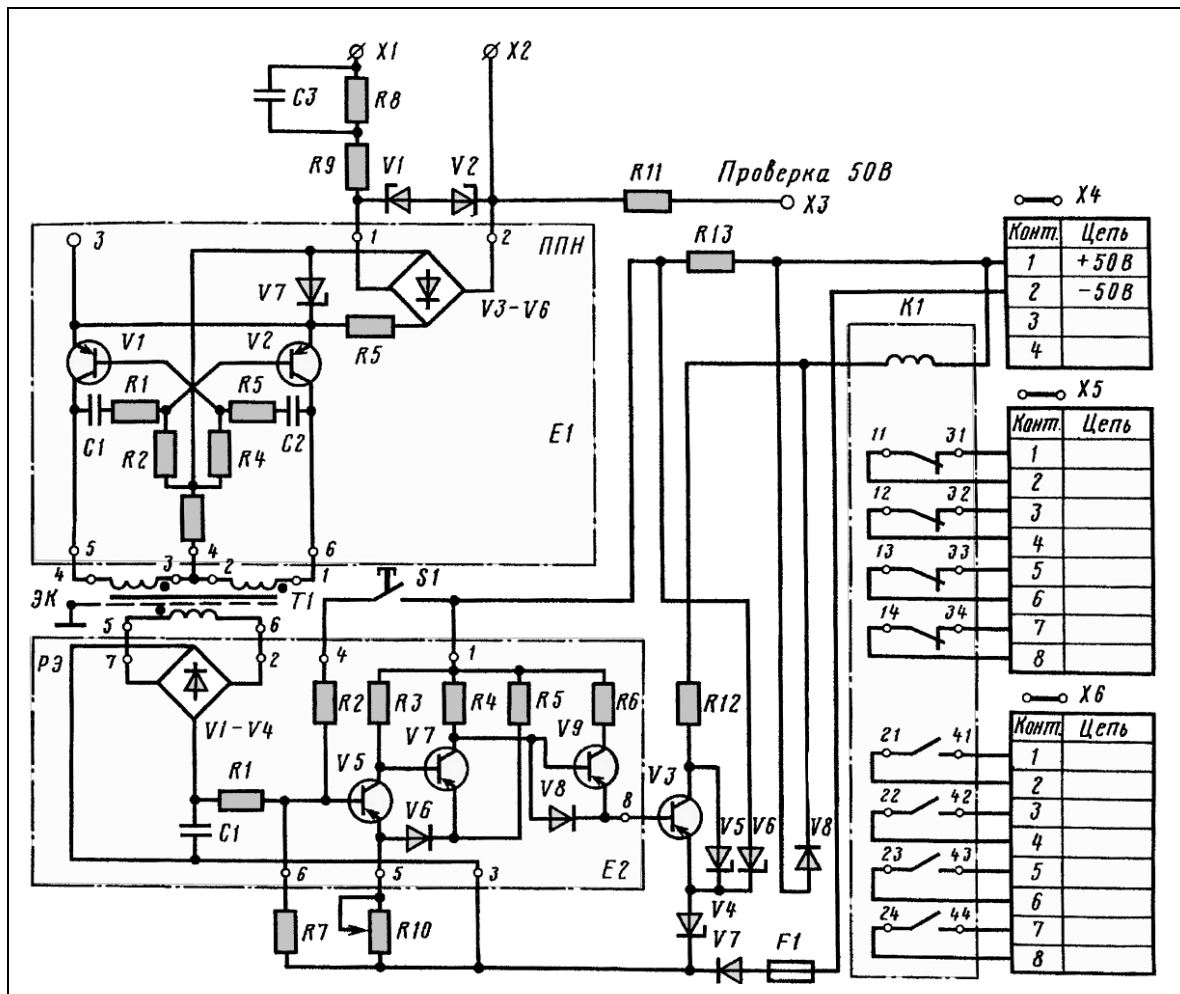 X1
X2
C3
R8
R9
V1
V2
R11
Проверка 50В
X3
X4
Конт.
Цепь
1
+50В
2
-50В
3
4
3
1
2
ППН
R13
V7
V3-V6
K1
V1
V2
R5
R1
R5
C1
C2
R2
R4
E1
X5
Конт.
Цепь
1
2
3
4
5
6
7
8
11
31
12
32
13
33
14
34
5
4
6
4
3
2
1
S1
ЭК
T1
5
6
7
2
РЭ
4
1
V1-V4
R2
R3
R4
R5
R6
R12
V7
V9
V5
R1
V8
V3
V6
8
C1
V5
V6
V8
6
5
3
E2
V4
R7
R10
V7
F1
X6
Конт.
Цепь
1
2
3
4
5
6
7
8
21
41
22
42
23
43
24
44